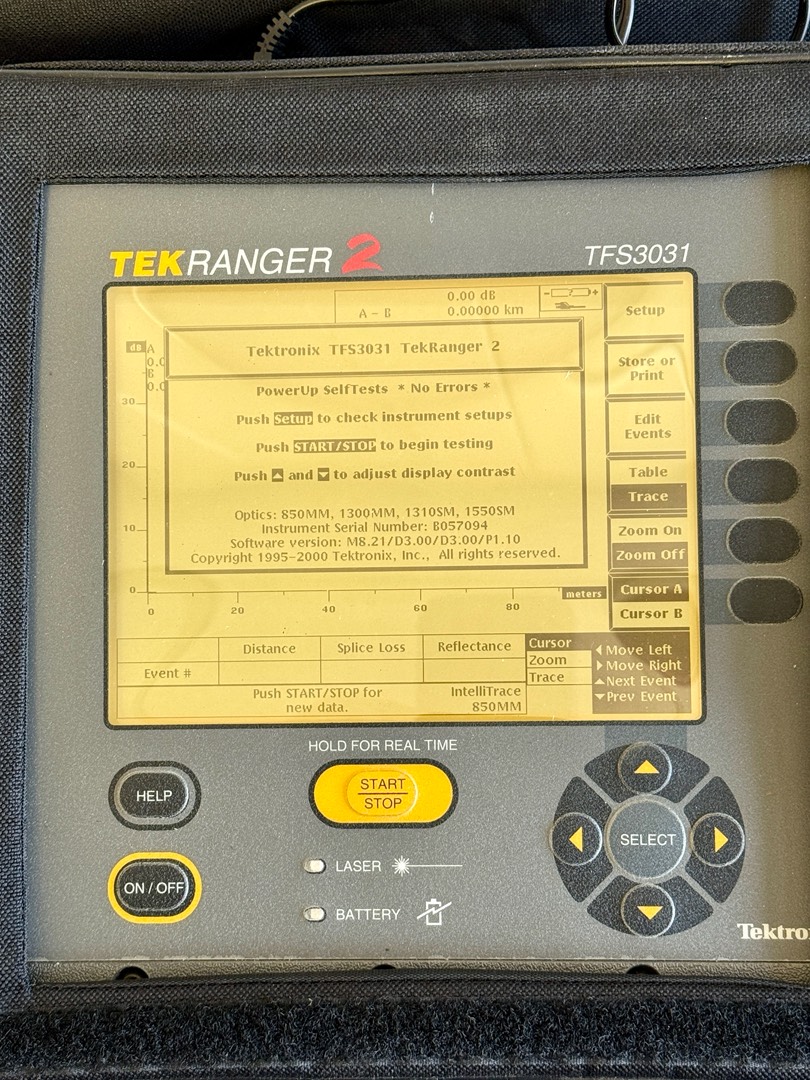 TEKRANGER 2
TFS3031
0.00 dB
A - B 0.00000 km
- +
Setup
dB A
0.0
B
0.0
Tektronix TFS3031 TekRanger 2
Store or
Print
PowerUp SelfTests * No Errors *
30
Push Setup to check instrument setups
Edit
Events
Push START/STOP to begin testing
20
Push and to adjust display contrast
Table
Trace
Optics: 850MM, 1300MM, 1310SM, 1550SM
10
Instrument Serial Number: B057094
Zoom On
Software version: M8.21/D3.00/D3.00/P1.10
Copyright 1995-2000 Tektronix, Inc., All rights reserved.
Zoom Off
0
meters
Cursor A
0 20 40 60 80
Cursor B
Distance Splice Loss Reflectance
Event #
Cursor
Zoom
Trace
Move Left
Move Right
Next Event
Prev Event
Push START/STOP for
new data.
IntelliTrace
850MM
HOLD FOR REAL TIME
HELP
START
STOP
SELECT
LASER
ON / OFF
BATTERY
Tektro